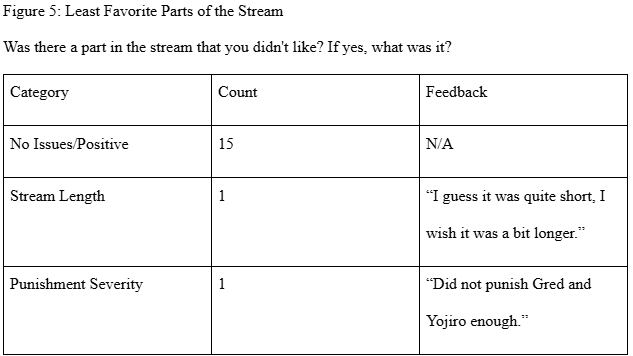 Figure 5: Least Favorite Parts of the Stream
Was there a part in the stream that you didn't like? If yes, what was it?
Category Count Feedback
No Issues/Positive 15 N/A
Stream Length 1 “I guess it was quite short, I
wish it was a bit longer.”
Punishment Severity 1 “Did not punish Gred and
Yojiro enough.”